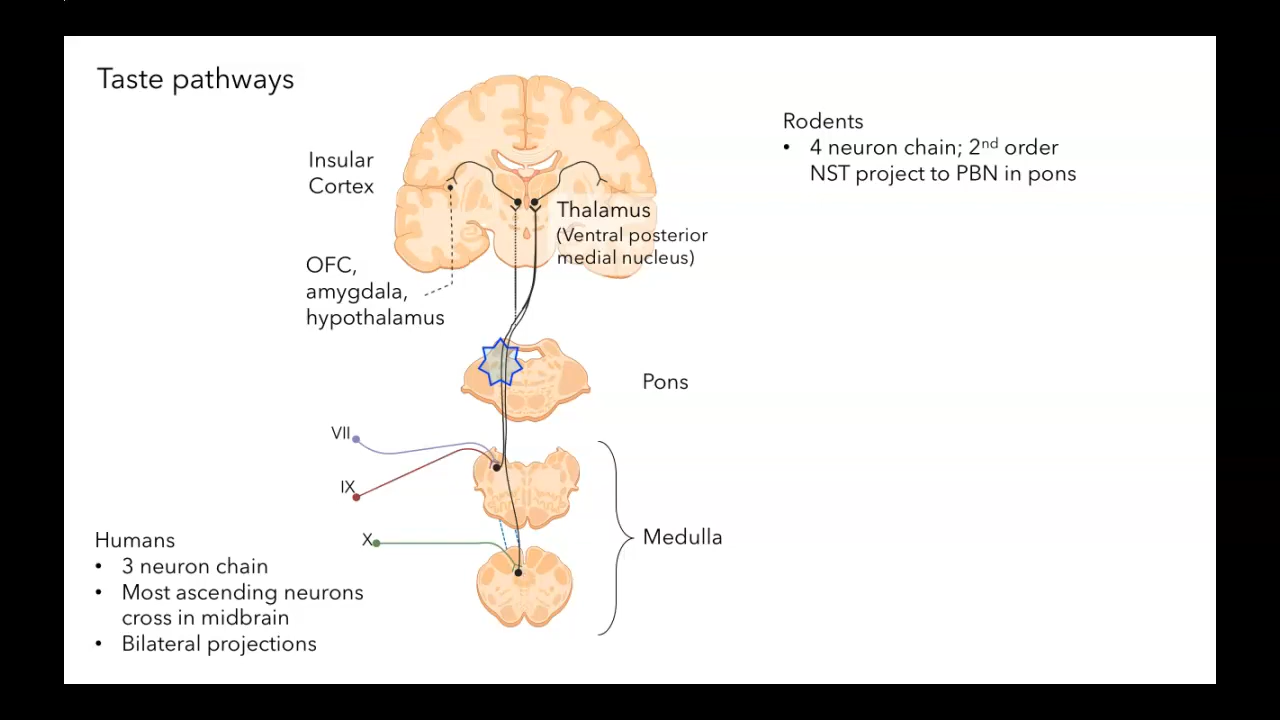 Taste pathways
Rodents
• 4 neuron chain; 2nd order
NST project to PBN in pons
Insular
Cortex
Thalamus
(Ventral posterior
medial nucleus)
OFC,
amygdala,
hypothalamus
Pons
VII
IX
X
Medulla
Humans
• 3 neuron chain
• Most ascending neurons
cross in midbrain
• Bilateral projections